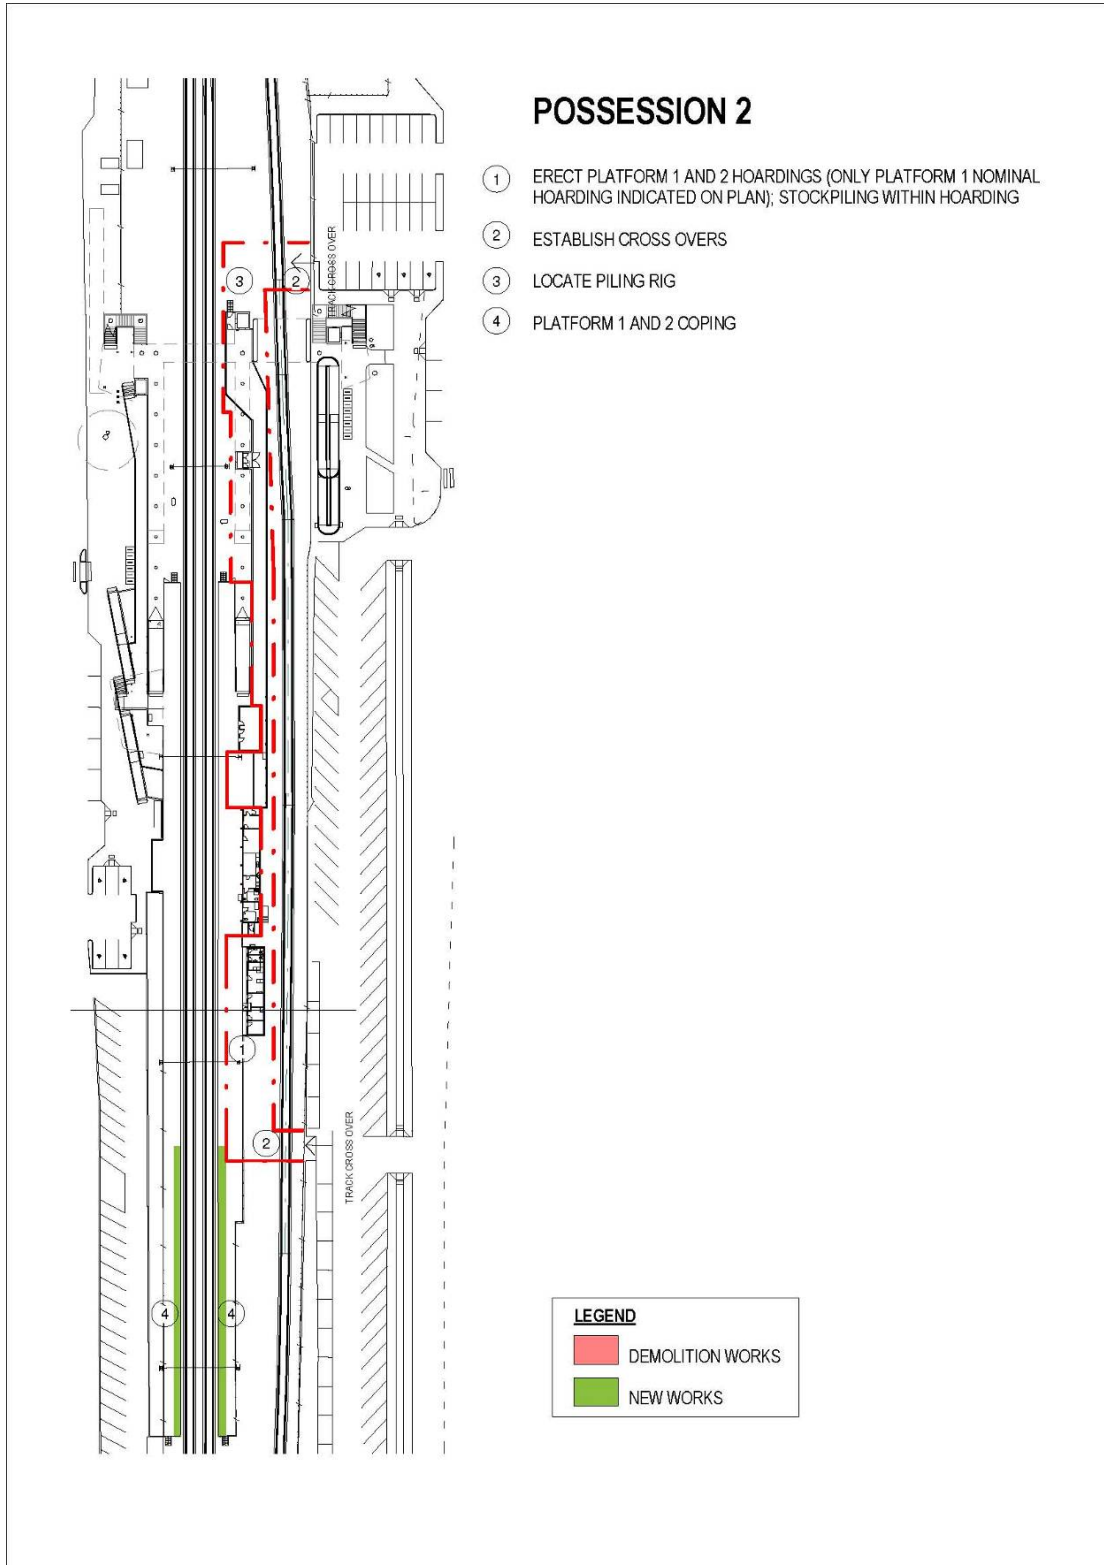 POSSESSION 2
1 ERECT PLATFORM 1 AND 2 HOARDINGS (ONLY PLATFORM 1 NOMINAL
HOARDING INDICATED ON PLAN); STOCKPILING WITHIN HOARDING
2 ESTABLISH CROSS OVERS
3 LOCATE PILING RIG
4 PLATFORM 1 AND 2 COPING
TRACK CROSS OVER
3
2
1
2
TRACK CROSS OVER
4
4
LEGEND
DEMOLITION WORKS
NEW WORKS